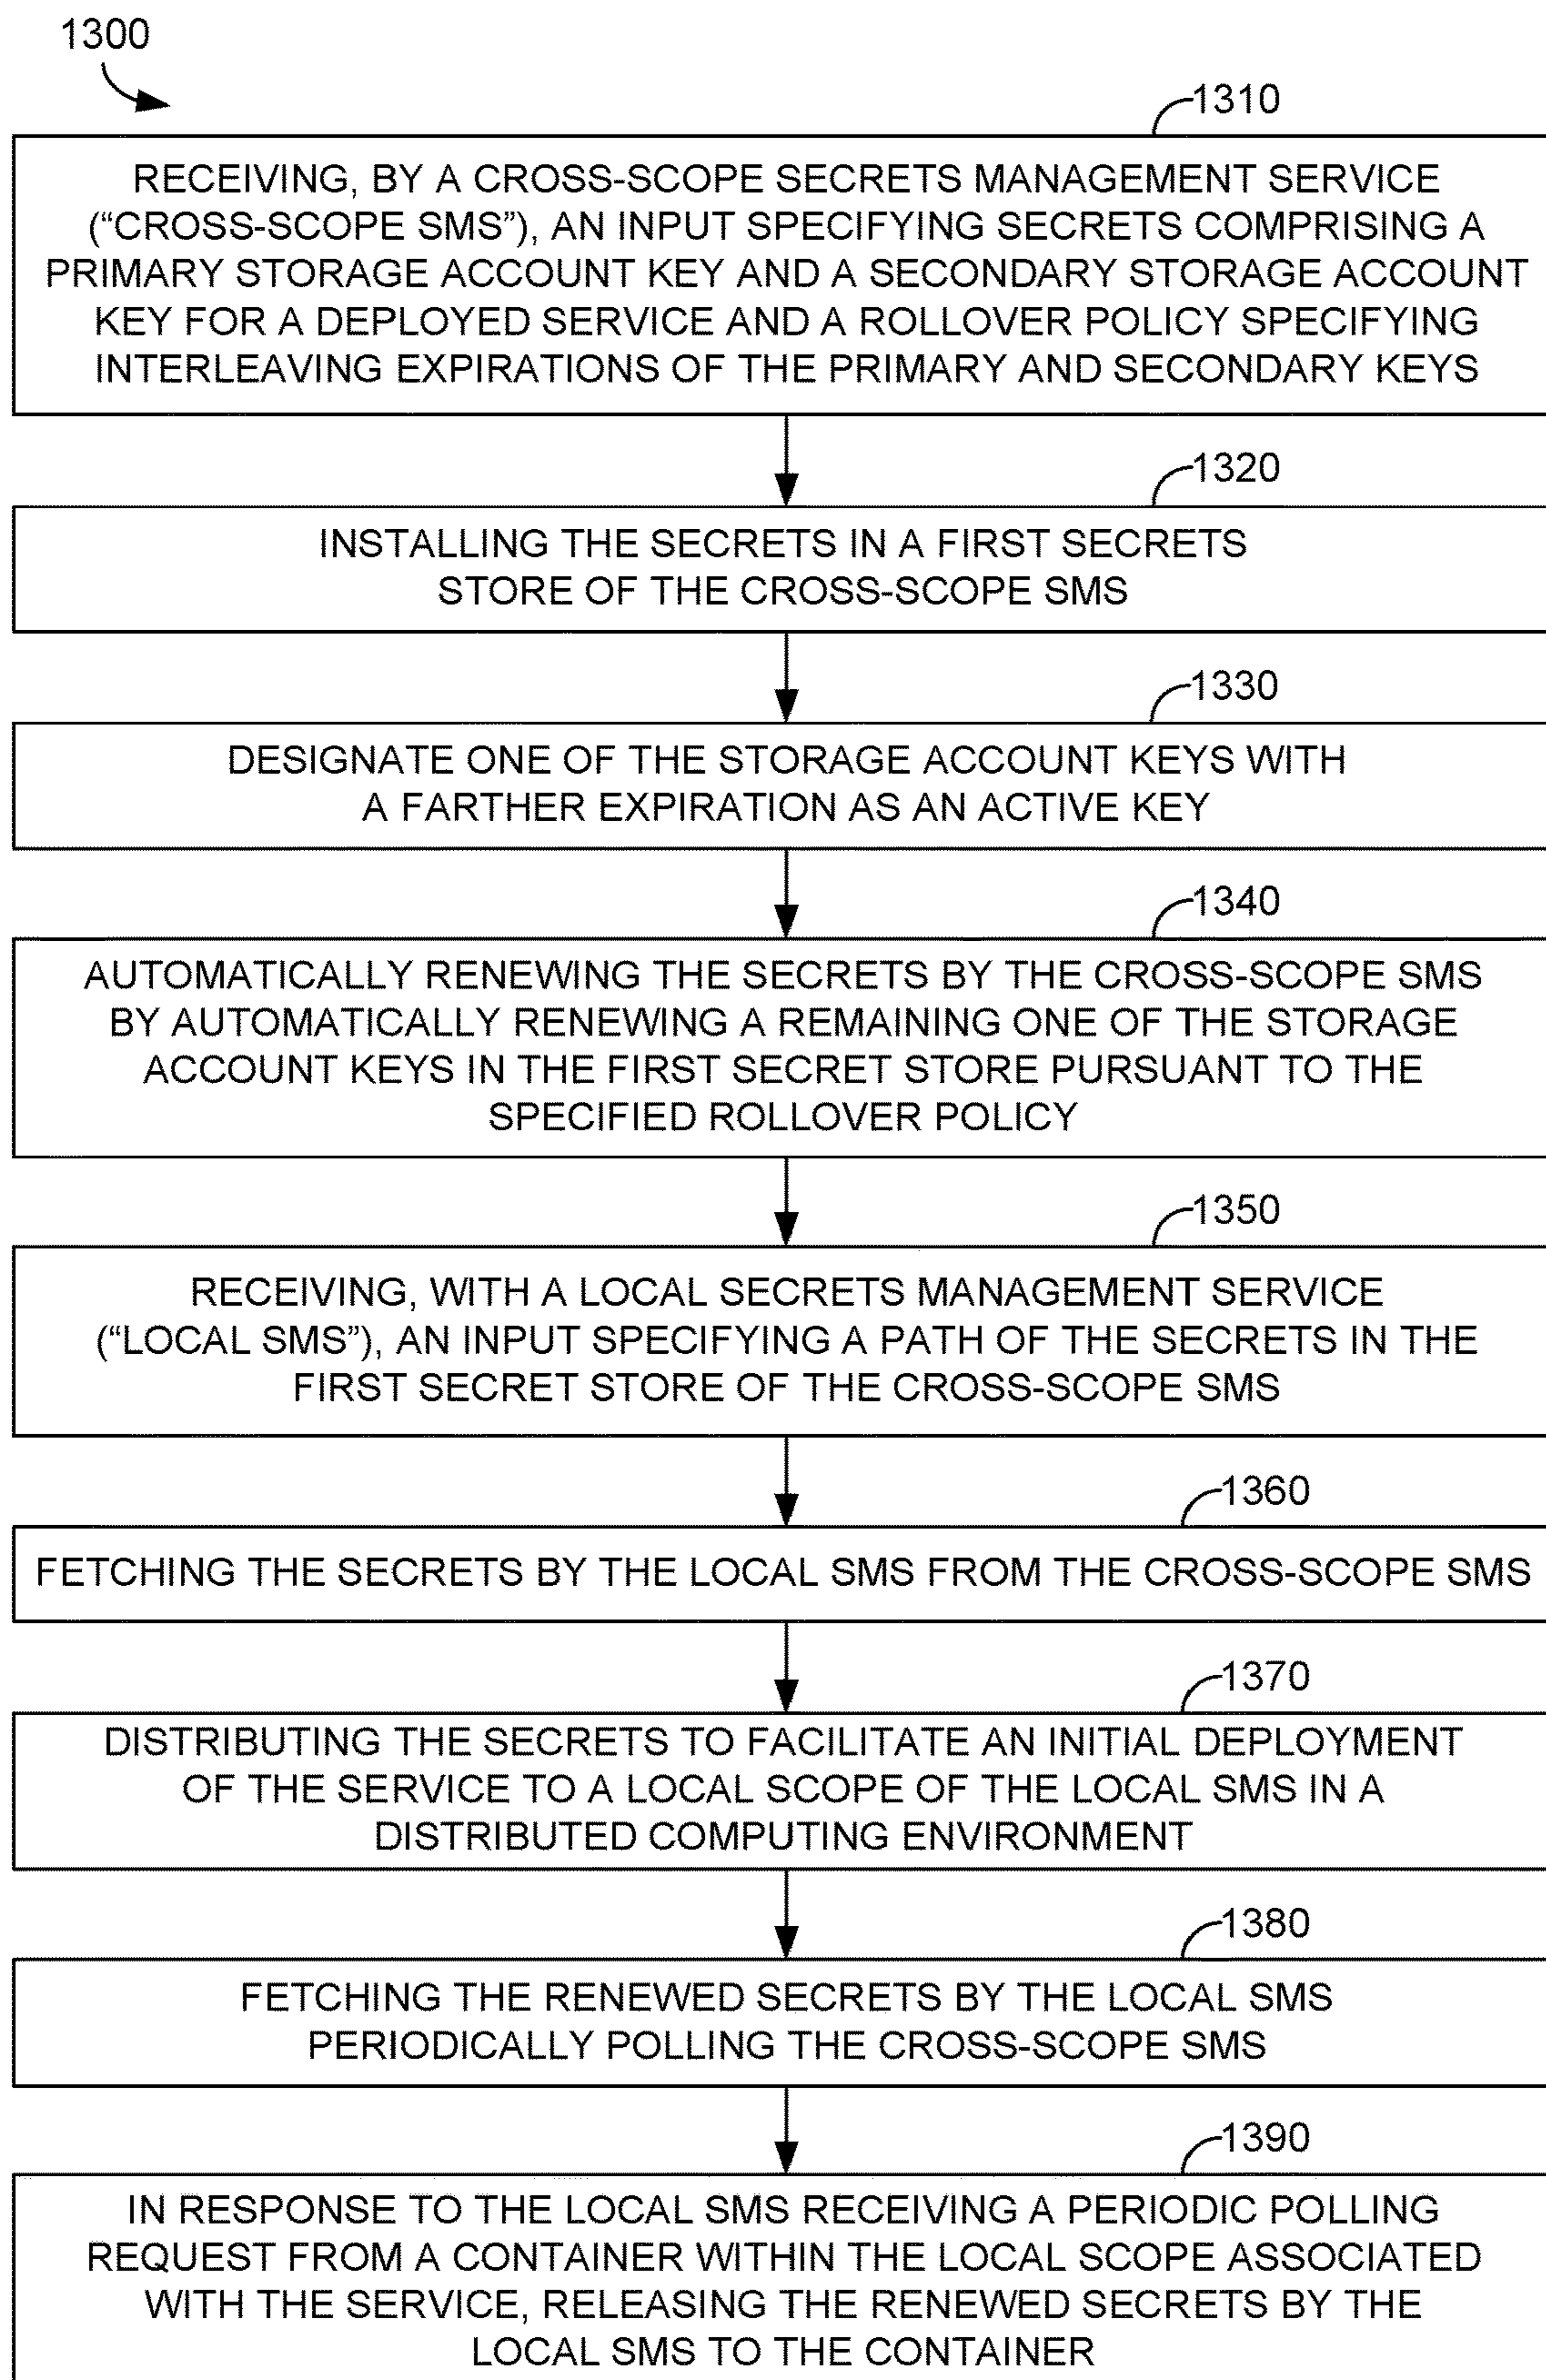 1300
1310
RECEIVING, BY A CROSS-SCOPE SECRETS MANAGEMENT SERVICE
(“CROSS-SCOPE SMS”), AN INPUT SPECIFYING SECRETS COMPRISING A
PRIMARY STORAGE ACCOUNT KEY AND A SECONDARY STORAGE ACCOUNT
KEY FOR A DEPLOYED SERVICE AND A ROLLOVER POLICY SPECIFYING
INTERLEAVING EXPIRATIONS OF THE PRIMARY AND SECONDARY KEYS
1320
INSTALLING THE SECRETS IN A FIRST SECRETS
STORE OF THE CROSS-SCOPE SMS
1330
DESIGNATE ONE OF THE STORAGE ACCOUNT KEYS WITH
A FARTHER EXPIRATION AS AN ACTIVE KEY
1340
AUTOMATICALLY RENEWING THE SECRETS BY THE CROSS-SCOPE SMS
BY AUTOMATICALLY RENEWING A REMAINING ONE OF THE STORAGE
ACCOUNT KEYS IN THE FIRST SECRET STORE PURSUANT TO THE
SPECIFIED ROLLOVER POLICY
1350
RECEIVING, WITH A LOCAL SECRETS MANAGEMENT SERVICE
(“LOCAL SMS”), AN INPUT SPECIFYING A PATH OF THE SECRETS IN THE
FIRST SECRET STORE OF THE CROSS-SCOPE SMS
1360
FETCHING THE SECRETS BY THE LOCAL SMS FROM THE CROSS-SCOPE SMS
1370
DISTRIBUTING THE SECRETS TO FACILITATE AN INITIAL DEPLOYMENT
OF THE SERVICE TO A LOCAL SCOPE OF THE LOCAL SMS IN A
DISTRIBUTED COMPUTING ENVIRONMENT
1380
FETCHING THE RENEWED SECRETS BY THE LOCAL SMS
PERIODICALLY POLLING THE CROSS-SCOPE SMS
1390
IN RESPONSE TO THE LOCAL SMS RECEIVING A PERIODIC POLLING
REQUEST FROM A CONTAINER WITHIN THE LOCAL SCOPE ASSOCIATED
WITH THE SERVICE, RELEASING THE RENEWED SECRETS BY THE
LOCAL SMS TO THE CONTAINER